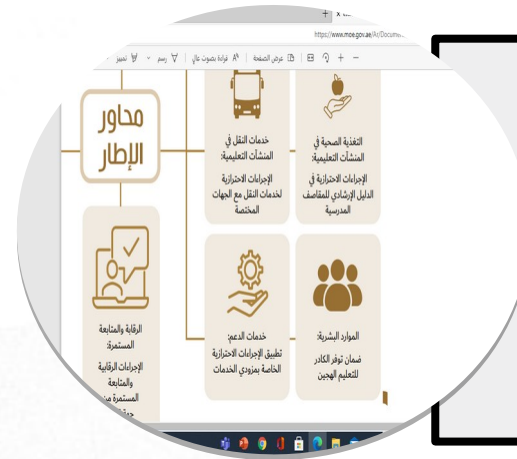 https://www.moe.gov.ae/Ar/Docume
عرض الصفحة
قراءة بصوت عالٍ
رسم
تمييز
محاور
الإطار
خدمات النقل في
المنشآت التعليمية:
الإجراءات الاحترازية
لخدمات النقل مع الجهات
المختصة
التغذية الصحية في
المنشآت التعليمية:
الإجراءات الاحترازية في
الدليل الإرشادي للمقاصف
المدرسية
الرقابة والمتابعة
المستمرة:
الإجراءات الرقابية
والمتابعة
المستمرة من
خدمات الدعم:
تطبيق الإجراءات الاحترازية
الخاصة بمزودي الخدمات
الموارد البشرية:
ضمان توفر الكادر
للتعليم الهجين